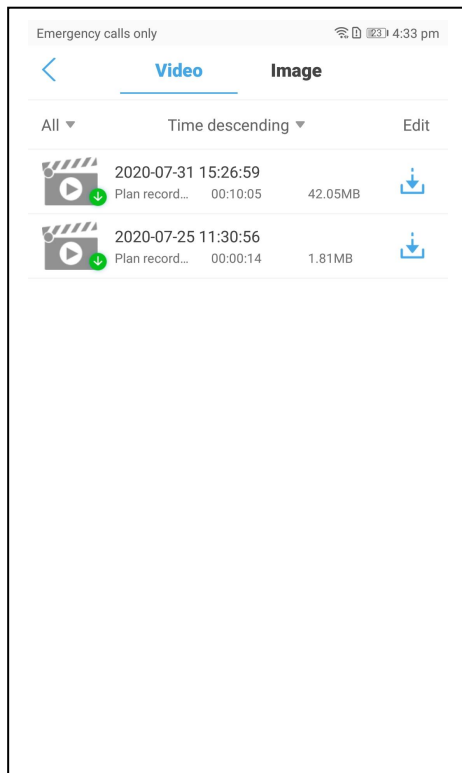 Emergency calls only 23 4:33 pm
Video Image
All Time descending Edit
2020-07-31 15:26:59
Plan record... 00:10:05 42.05MB
2020-07-25 11:30:56
Plan record... 00:00:14 1.81MB